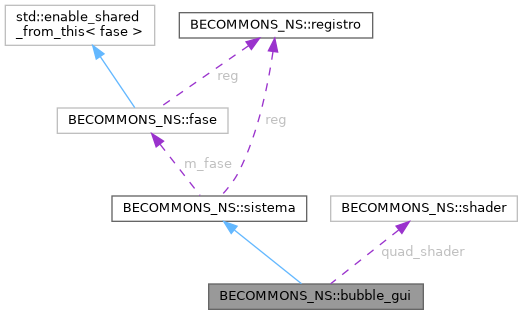 std::enable_shared
_from_this< fase >
BECOMMONS_NS::registro
reg
BECOMMONS_NS::fase
reg
m_fase
BECOMMONS_NS::sistema
BECOMMONS_NS::shader
quad_shader
BECOMMONS_NS::bubble_gui